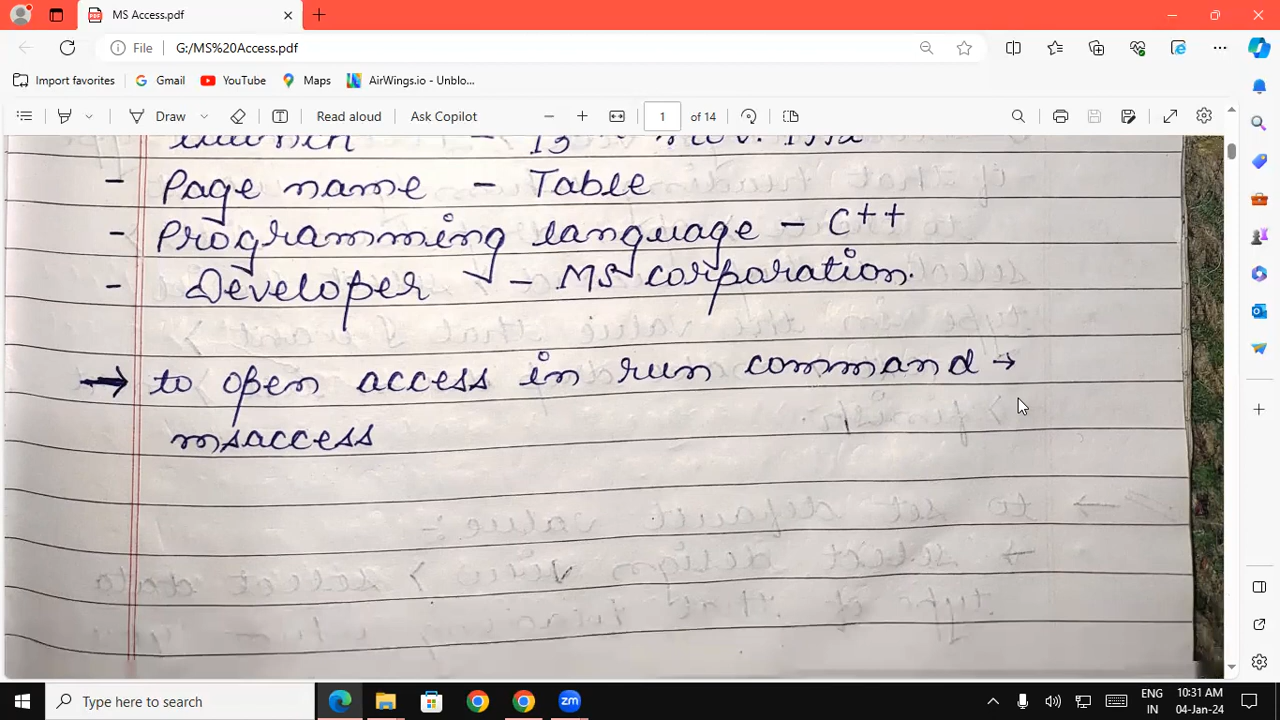 MS Access.pdf
File G:/MS%20Access.pdf
Import favorites Gmail YouTube Maps AirWings.io - Unbloc...
Draw Read aloud Ask Copilot 1 of 14
- Page name - Table
- Programming language - C++
- Developer - MS corporation.
→ to open access in run command →
msaccess
Type here to search
ENG
IN
10:31 AM
04-Jan-24